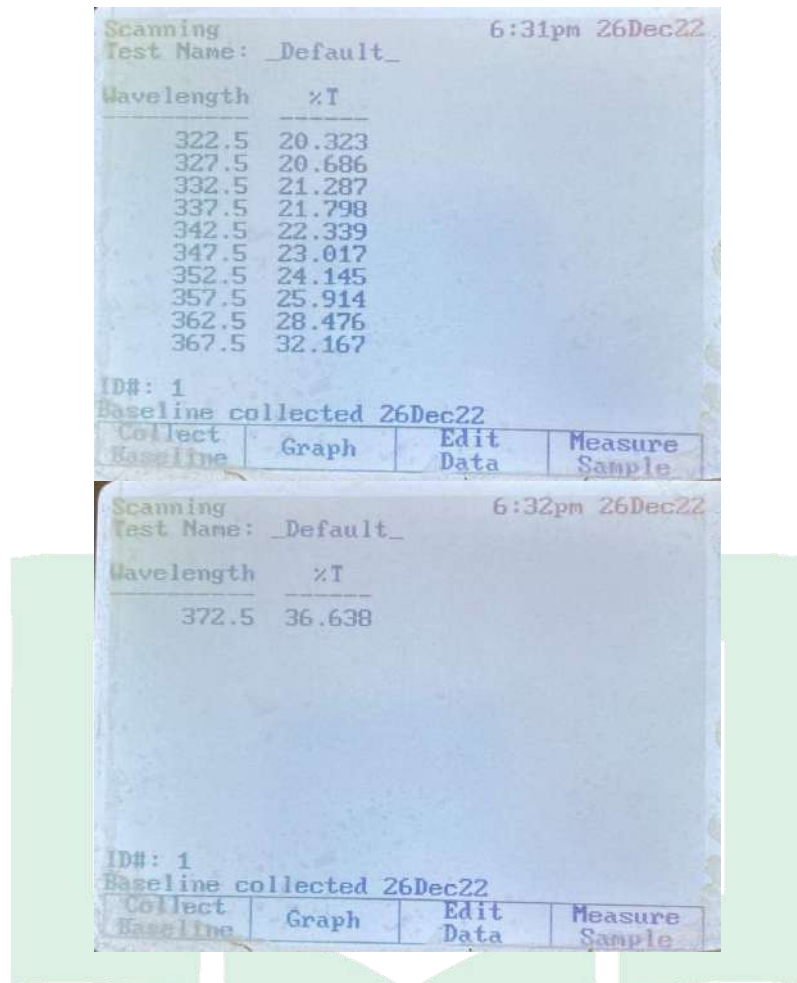 Scanning 6:31pm 26Dec22
Test Name: _Default_
Wavelength %T
322.5 20.323
327.5 20.686
332.5 21.287
337.5 21.798
342.5 22.339
347.5 23.017
352.5 24.145
357.5 25.914
362.5 28.476
367.5 32.167
ID#: 1
Baseline collected 26Dec22
Collect Edit Measure
Baseline Graph Data Sample
Scanning 6:32pm 26Dec22
Test Name: _Default_
Wavelength %T
372.5 36.638
ID#: 1
Baseline collected 26Dec22
Collect Edit Measure
Baseline Graph Data Sample